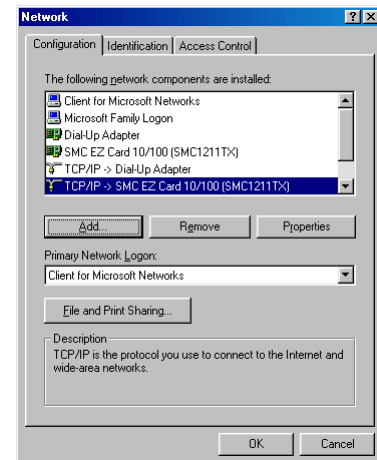 Network
Configuration Identification Access Control
The following network components are installed:
Client for Microsoft Networks
Microsoft Family Logon
Dial-Up Adapter
SMC EZ Card 10/100 (SMC1211TX)
TCP/IP -> Dial-Up Adapter
TCP/IP -> SMC EZ Card 10/100 (SMC1211TX)
Add... Remove Properties
Primary Network Logon:
Client for Microsoft Networks
File and Print Sharing...
Description
TCP/IP is the protocol you use to connect to the Internet and
wide-area networks.
OK Cancel